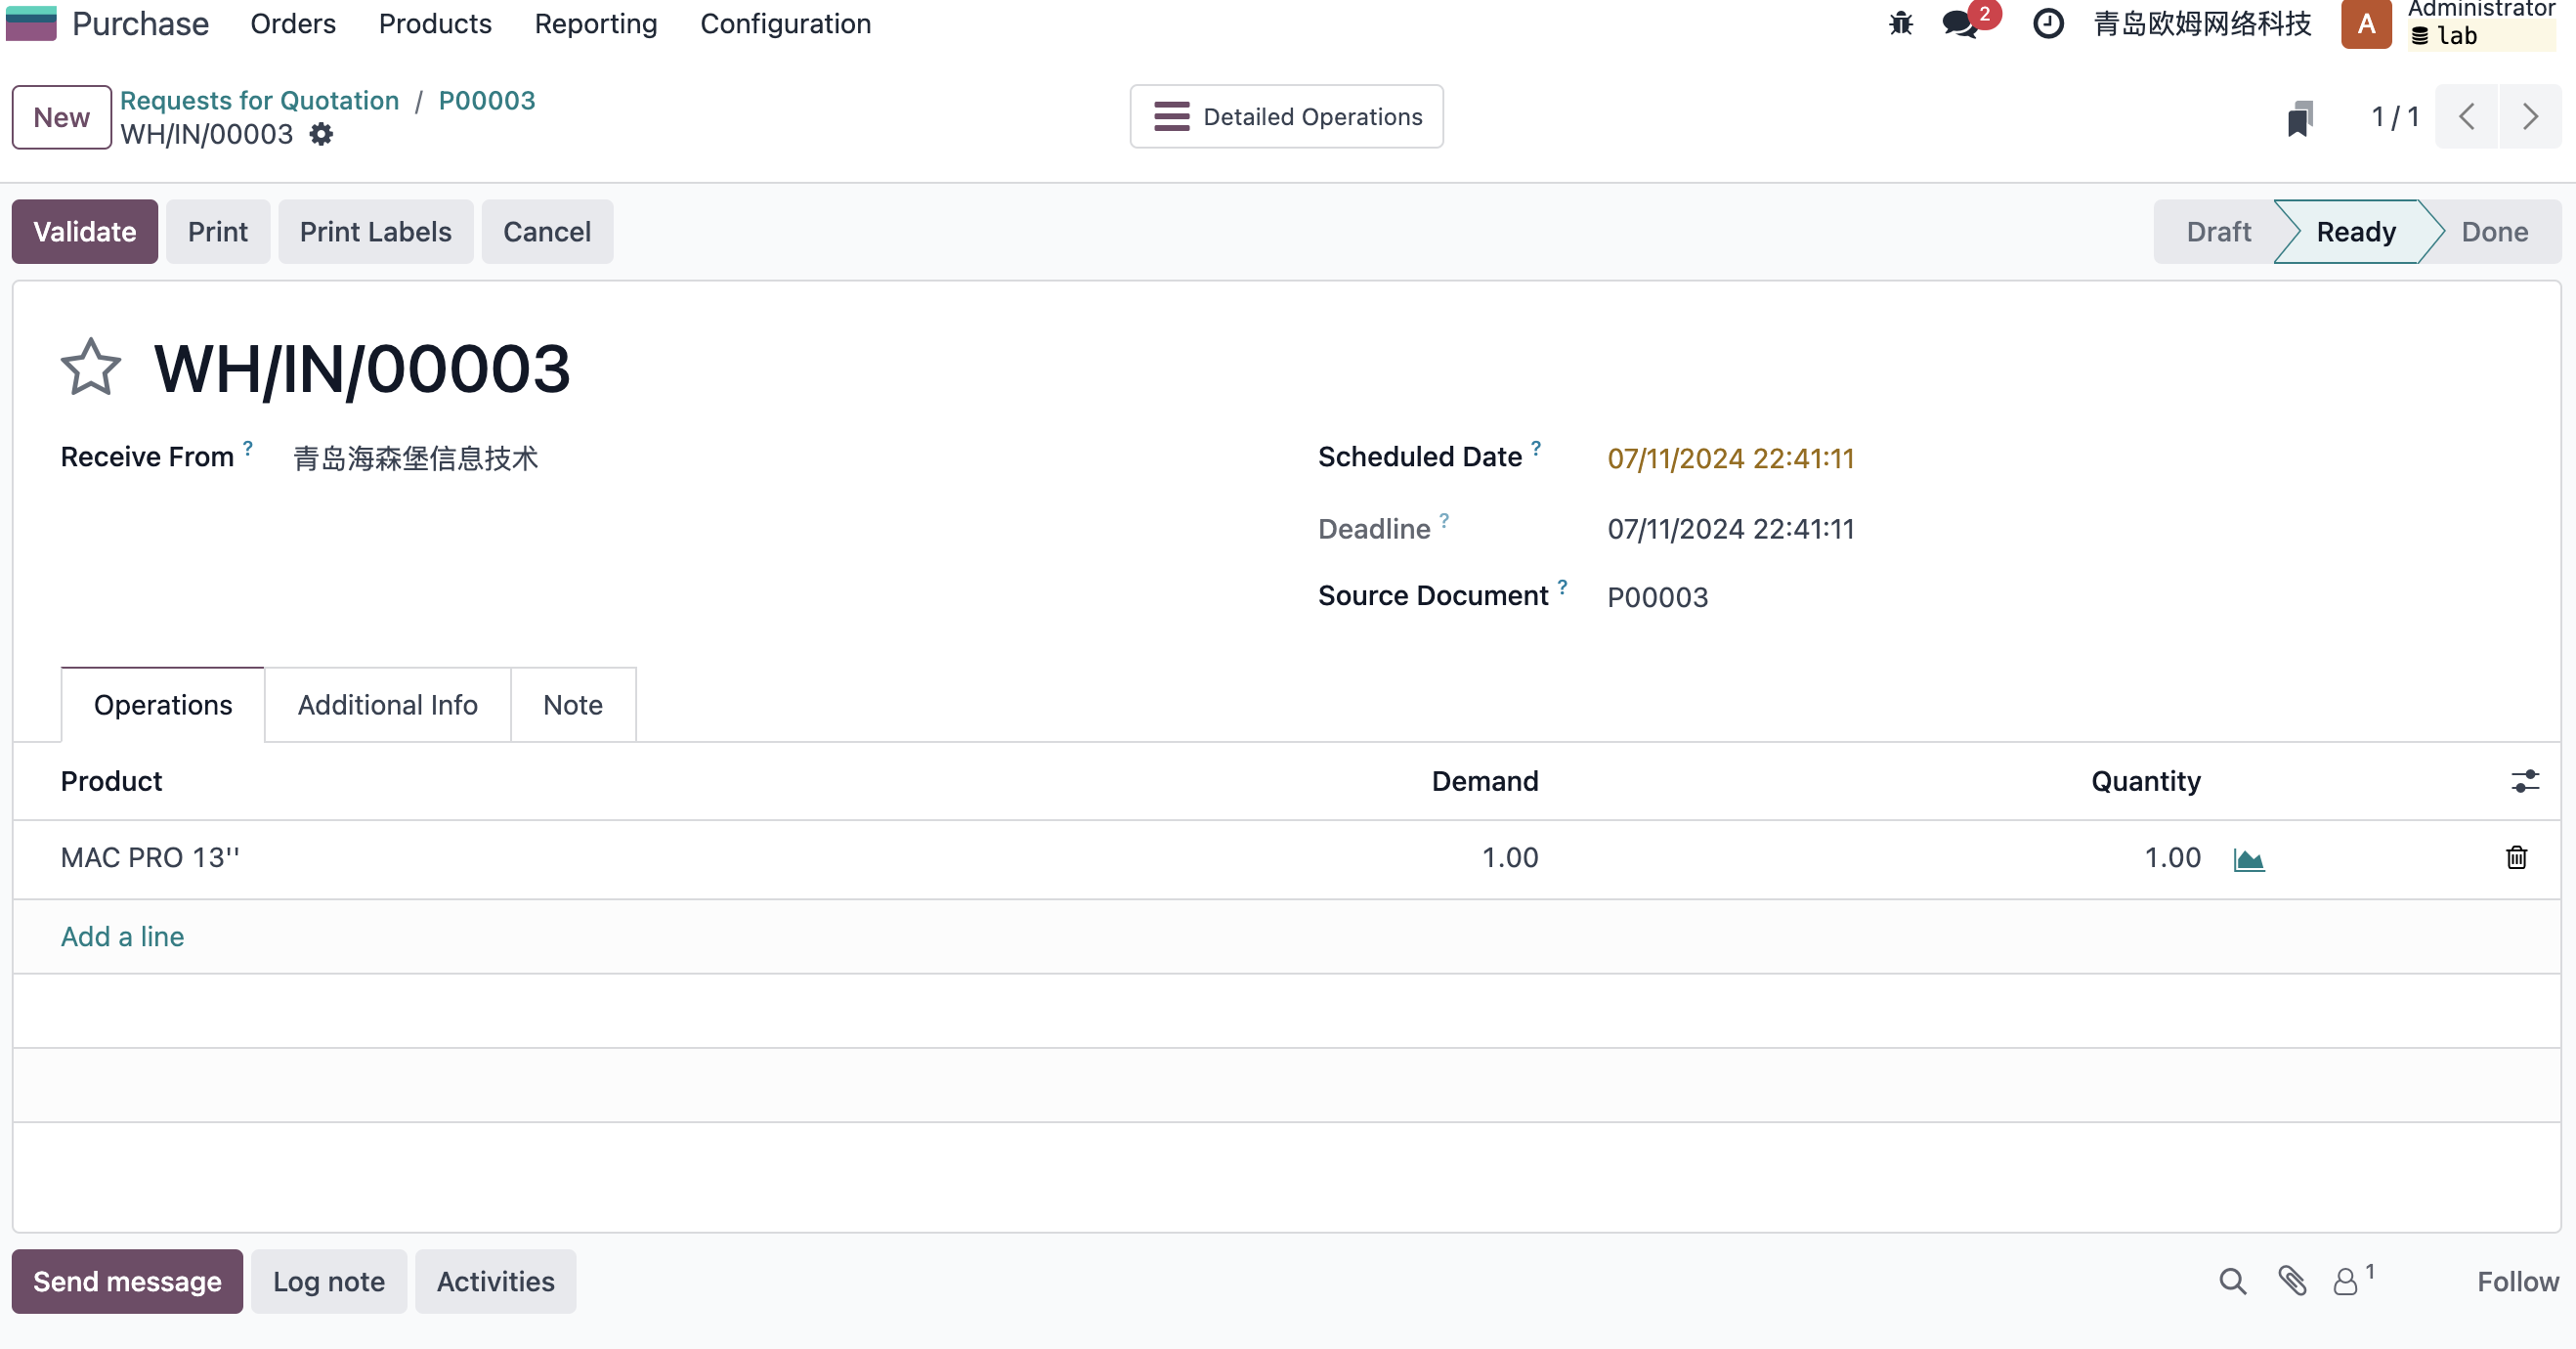 Purchase Orders Products Reporting Configuration 2 青岛欧姆网络科技 A Administrator
lab
New Requests for Quotation / P00003
WH/IN/00003
Detailed Operations
1 / 1
Validate Print Print Labels Cancel Draft Ready Done
WH/IN/00003
Receive From ? 青岛海森堡信息技术
Scheduled Date ? 07/11/2024 22:41:11
Deadline ? 07/11/2024 22:41:11
Source Document ? P00003
Operations Additional Info Note
Product Demand Quantity
MAC PRO 13'' 1.00 1.00
Add a line
Send message Log note Activities 1 Follow